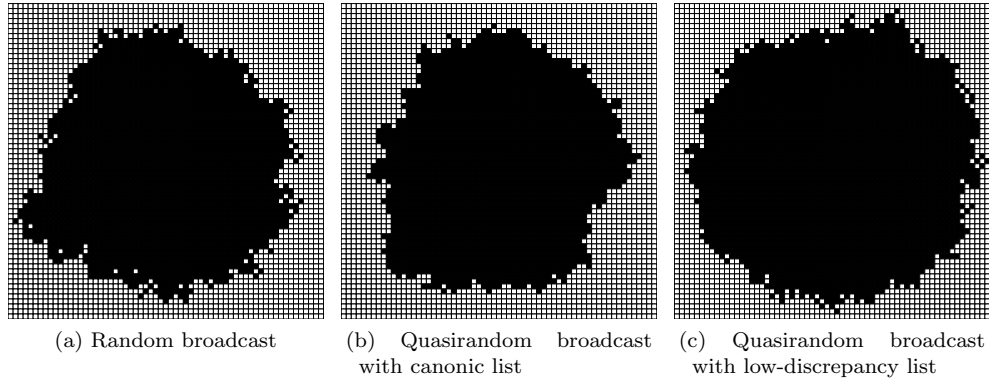 (a) Random broadcast
(b) Quasirandom broadcast
with canonic list
(c) Quasirandom broadcast
with low-discrepancy list